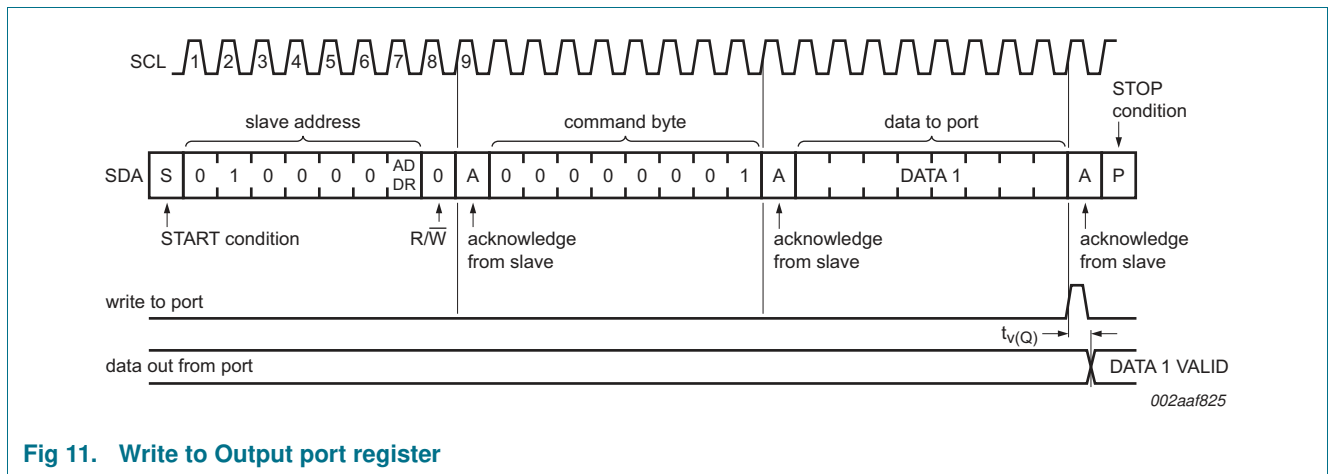 SCL 1 2 3 4 5 6 7 8 9
STOP
condition
slave address command byte data to port
SDA S 0 1 0 0 0 0 AD DR 0 A 0 0 0 0 0 0 0 1 A DATA 1 A P
START condition R/W̅ acknowledge from slave acknowledge from slave acknowledge from slave
write to port
tv(Q)
data out from port DATA 1 VALID
002aaf825
Fig 11. Write to Output port register